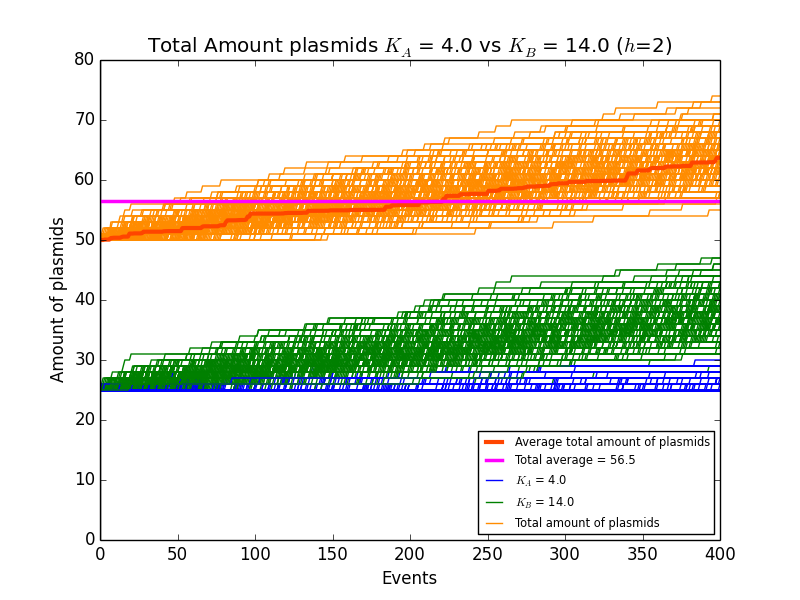 Total Amount plasmids K_A = 4.0 vs K_B = 14.0 (h=2)
80
70
60
50
40
30
20
10
0
Amount of plasmids
Average total amount of plasmids
Total average = 56.5
K_A = 4.0
K_B = 14.0
Total amount of plasmids
0 50 100 150 200 250 300 350 400
Events